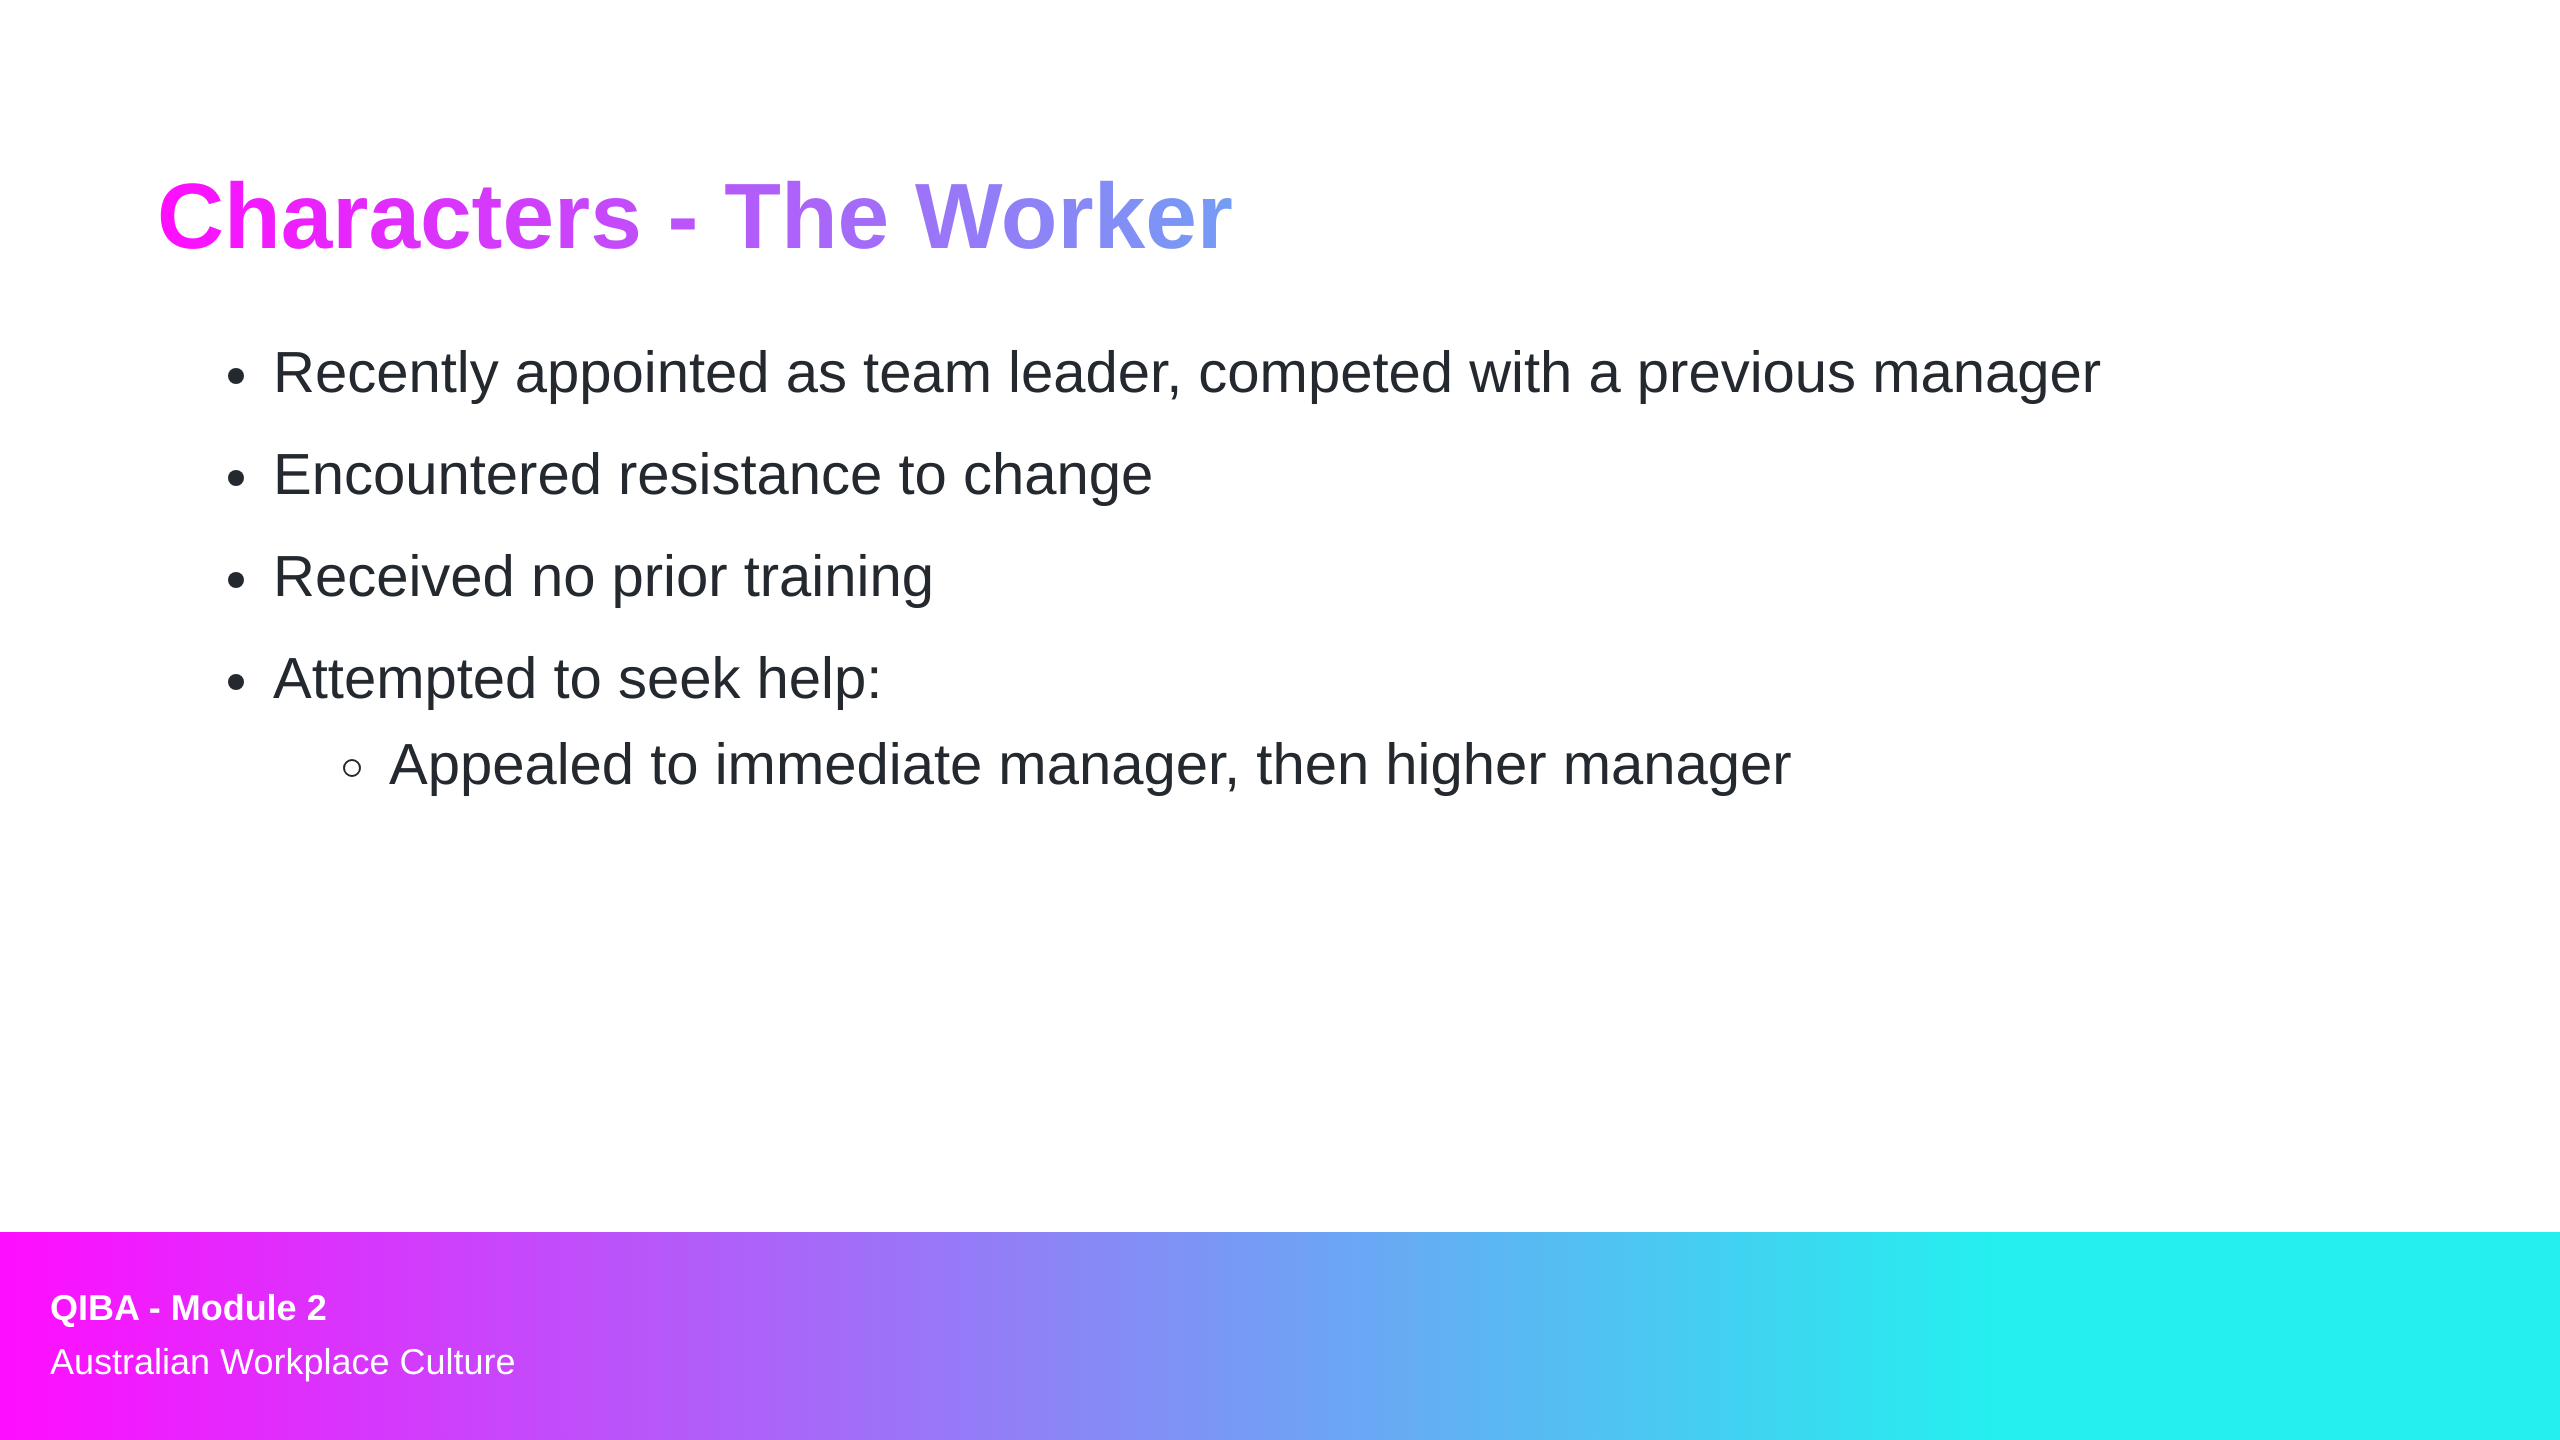 Characters - The Worker
• Recently appointed as team leader, competed with a previous manager
• Encountered resistance to change
• Received no prior training
• Attempted to seek help:
◦ Appealed to immediate manager, then higher manager
QIBA - Module 2
Australian Workplace Culture